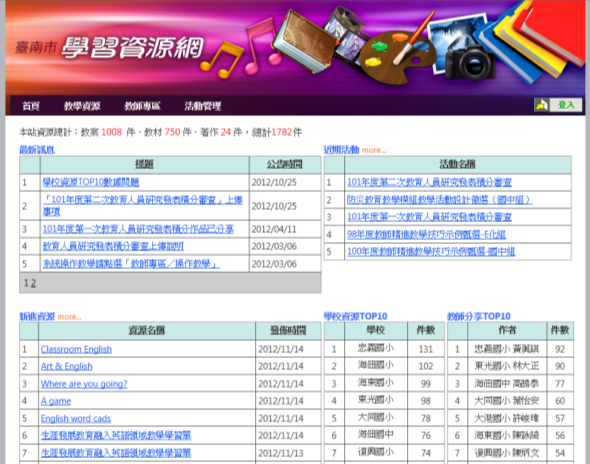 臺南市 學習資源網
首頁 教學資源 教師專區 活動管理 登入
本站資源總計：教案 1008 件、教材 750 件、著作 24 件，總計1782件
最新訊息
標題 公告時間
1 學校資源TOP10數據問題 2012/10/25
2 「101年度第二次教育人員研究發表積分審查」上傳事項 2012/10/25
3 101年度第一次教育人員研究發表積分作品已分享 2012/04/11
4 教育人員研究發表積分審查上傳說明 2012/03/06
5 系統操作教學請點選「教師專區／操作教學」 2012/03/06
1 2
近期活動 more...
活動名稱
1 101年度第二次教育人員研究發表積分審查
2 防災教育教學模組教學活動設計徵選（國中組）
3 101年度第一次教育人員研究發表積分審查
4 98年度教師精進教學技巧示例甄選-E化組
5 100年度教師精進教學技巧示例甄選-國中組
新進資源 more...
資源名稱 發佈時間
1 Classroom English 2012/11/14
2 Art & English 2012/11/14
3 Where are you going? 2012/11/14
4 A game 2012/11/14
5 English word cads 2012/11/14
6 生涯發展教育融入英語領域教學學習單 2012/11/14
7 生涯發展教育融入英語領域教學學習單 2012/11/13
學校資源TOP10
學校 件數
1 忠義國小 131
2 海佃國小 102
3 海東國小 99
4 東光國小 98
5 大同國小 78
6 海佃國中 76
7 復興國小 74
教師分享TOP10
作者 件數
1 忠義國小 92
2 東光國小 林大正 90
3 海佃國中 77
4 大同國小 60
5 大港國小 許峻瑋 57
6 海東國小 56
7 復興國小 陳炳文 54